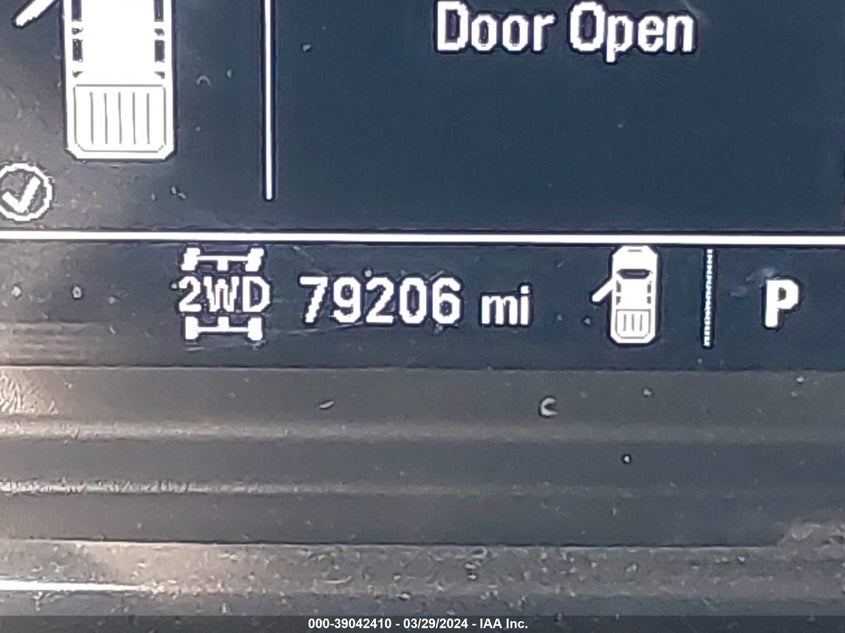 Door Open
2WD 79206 mi P
000-39042410 - 03/29/2024 - IAA Inc.